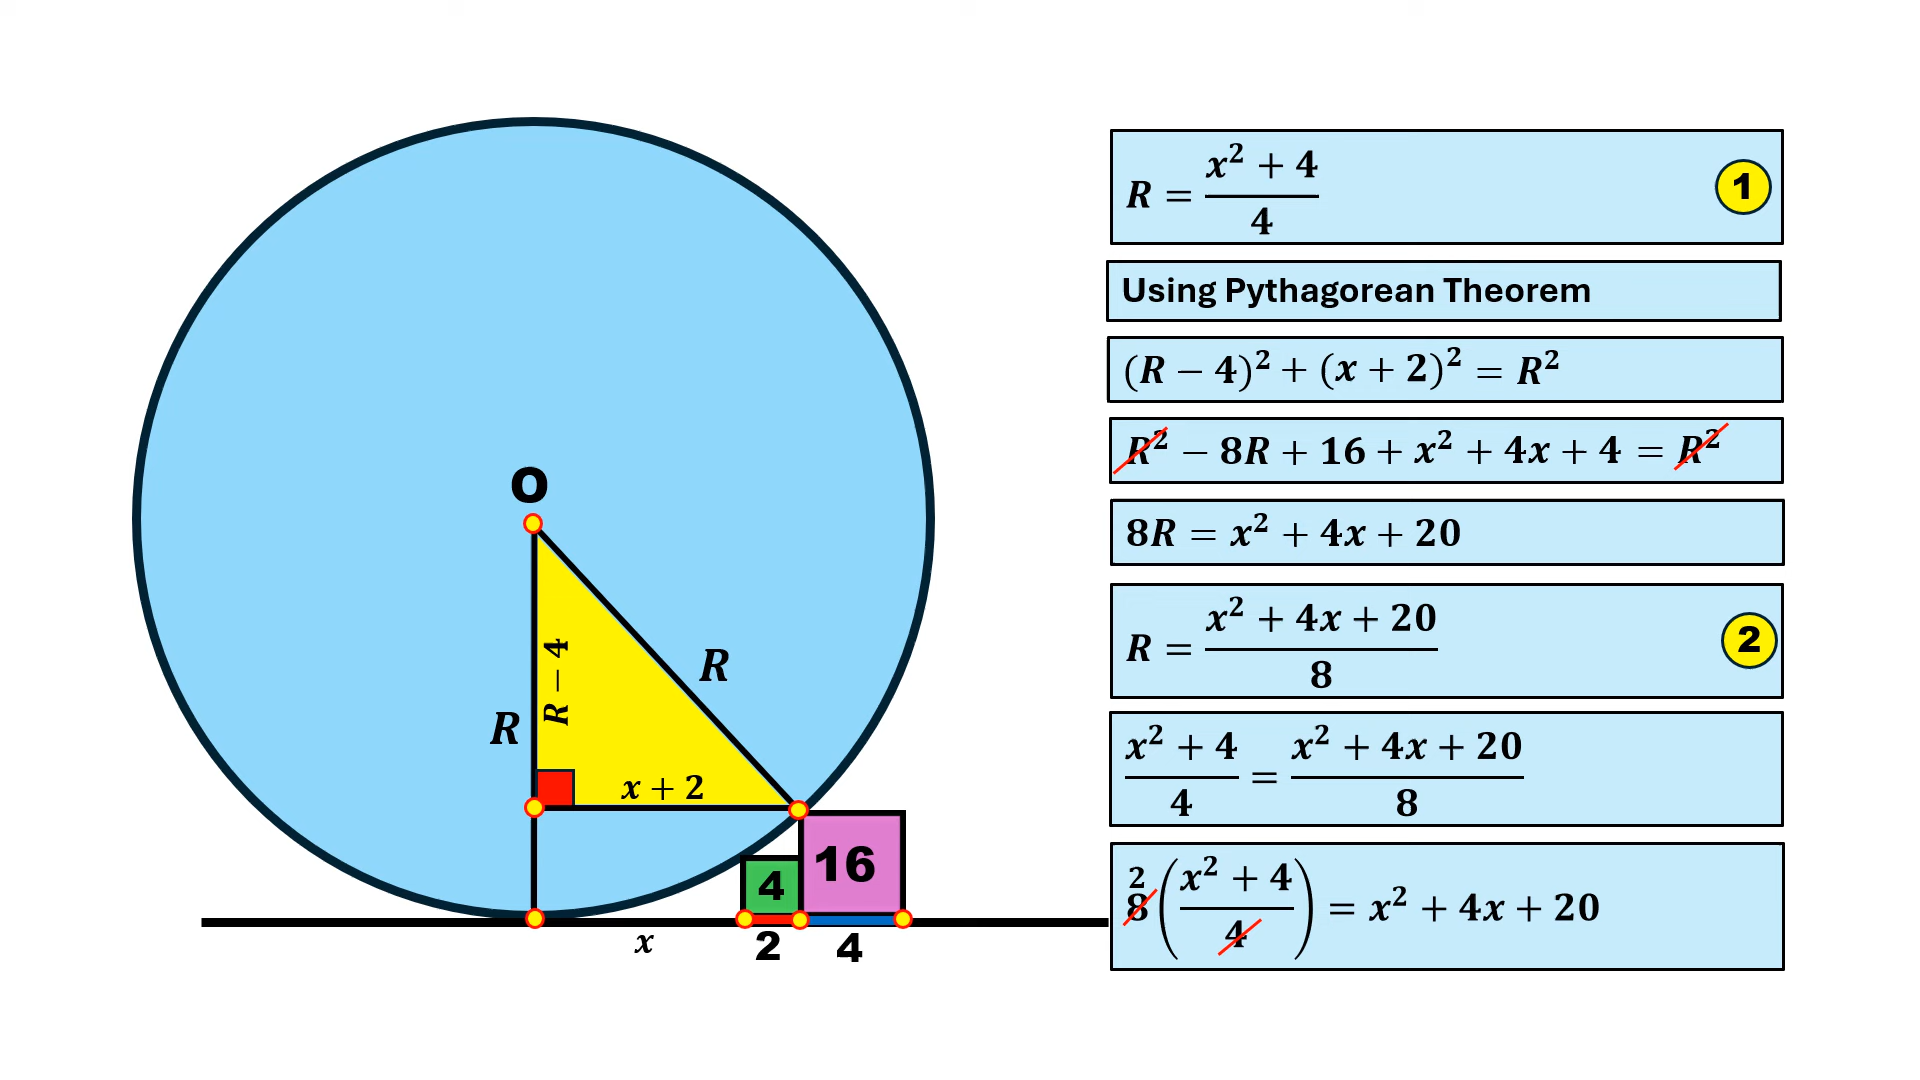 O
R
R − 4
R
x + 2
4
16
x
2
4
R = (x² + 4)/4
1
Using Pythagorean Theorem
(R − 4)² + (x + 2)² = R²
R² − 8R + 16 + x² + 4x + 4 = R²
8R = x² + 4x + 20
R = (x² + 4x + 20)/8
2
(x² + 4)/4 = (x² + 4x + 20)/8
2
8((x² + 4)/4) = x² + 4x + 20